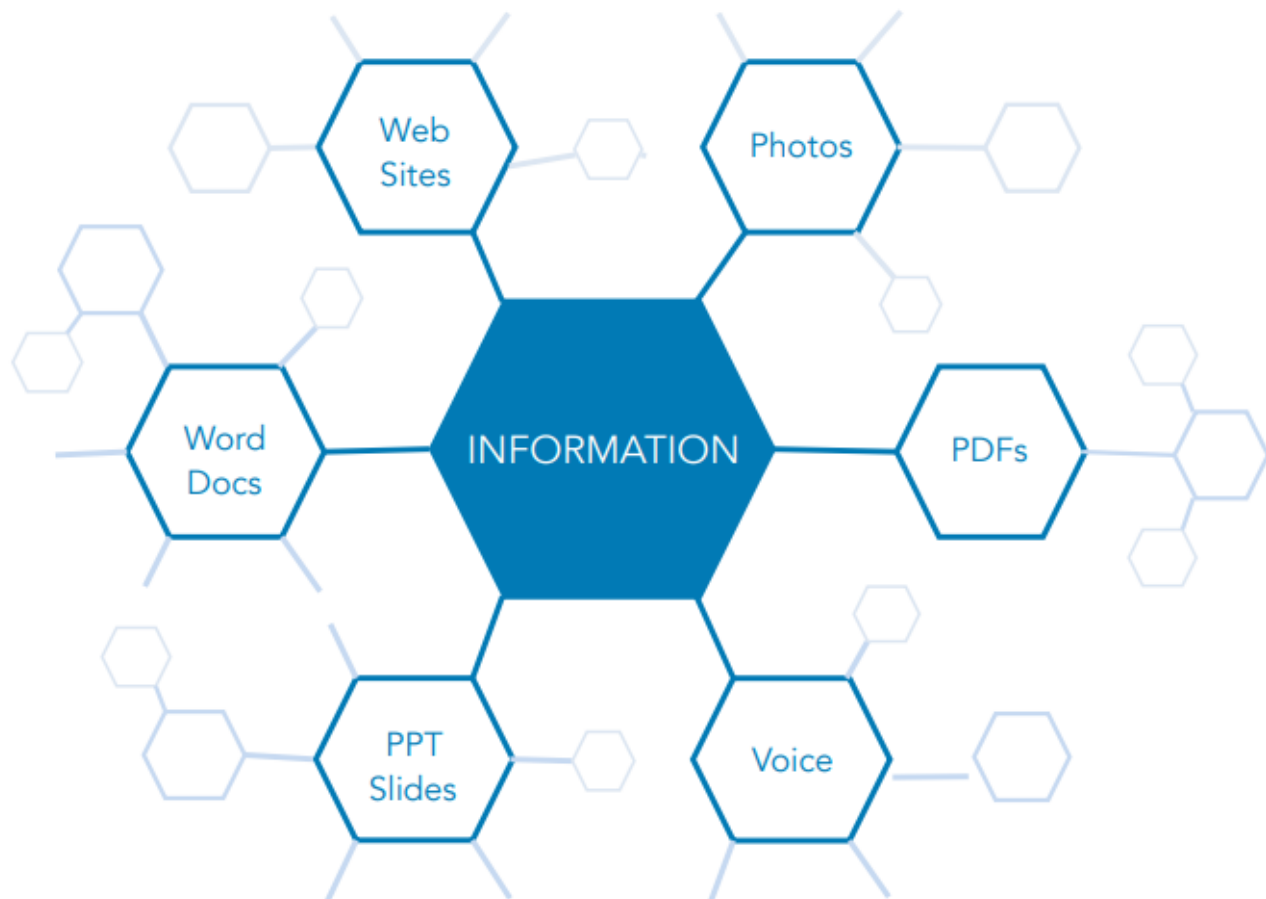 Web
Sites
Photos
Word
Docs
INFORMATION
PDFs
PPT
Slides
Voice